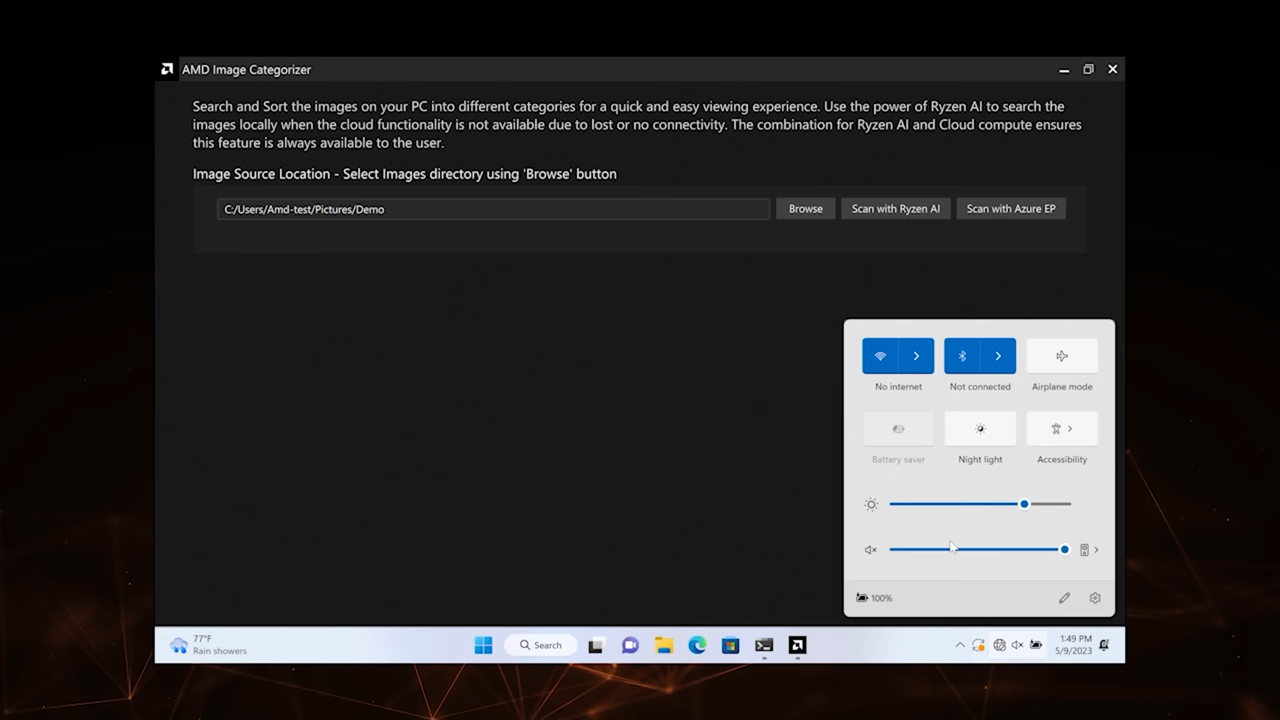 AMD Image Categorizer
Search and Sort the images on your PC into different categories for a quick and easy viewing experience. Use the power of Ryzen AI to search the
images locally when the cloud functionality is not available due to lost or no connectivity. The combination for Ryzen AI and Cloud compute ensures
this feature is always available to the user.
Image Source Location - Select Images directory using 'Browse' button
C:/Users/Amd-test/Pictures/Demo
Browse
Scan with Ryzen AI
Scan with Azure EP
No internet
Not connected
Airplane mode
Battery saver
Night light
Accessibility
100%
77°F
Rain showers
Search
1:49 PM
5/9/2023